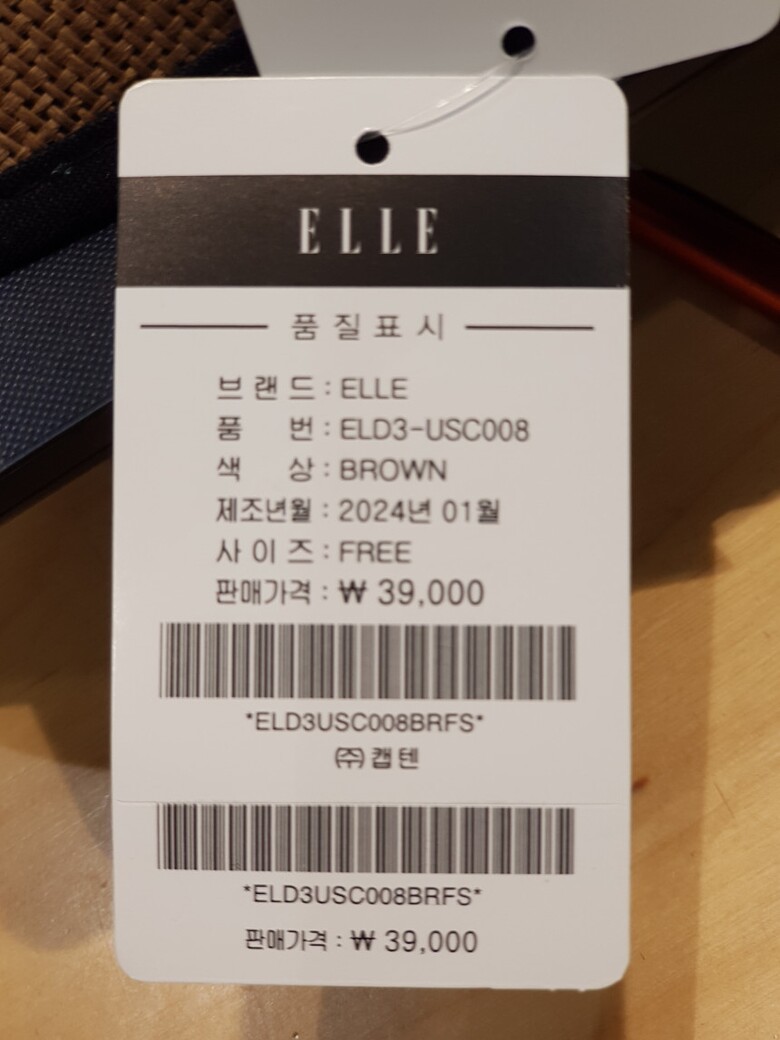 ELLE
품질표시
브랜드 : ELLE
품 번 : ELD3-USC008
색 상 : BROWN
제조년월 : 2024년 01월
사이즈 : FREE
판매가격 : ₩ 39,000
*ELD3USC008BRFS*
㈜캡텐
*ELD3USC008BRFS*
판매가격 : ₩ 39,000